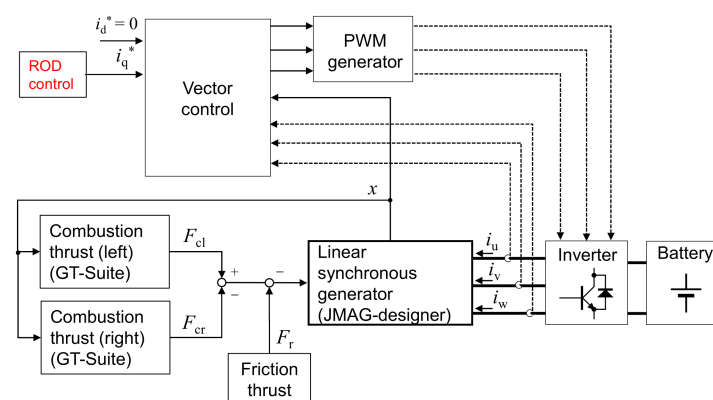 i_d* = 0
i_q*
ROD
control
Vector
control
PWM
generator
x
Combustion
thrust (left)
(GT-Suite)
F_cl
+
−
−
Combustion
thrust (right)
(GT-Suite)
F_cr
F_r
Friction
thrust
Linear
synchronous
generator
(JMAG-designer)
i_u
i_v
i_w
Inverter
Battery